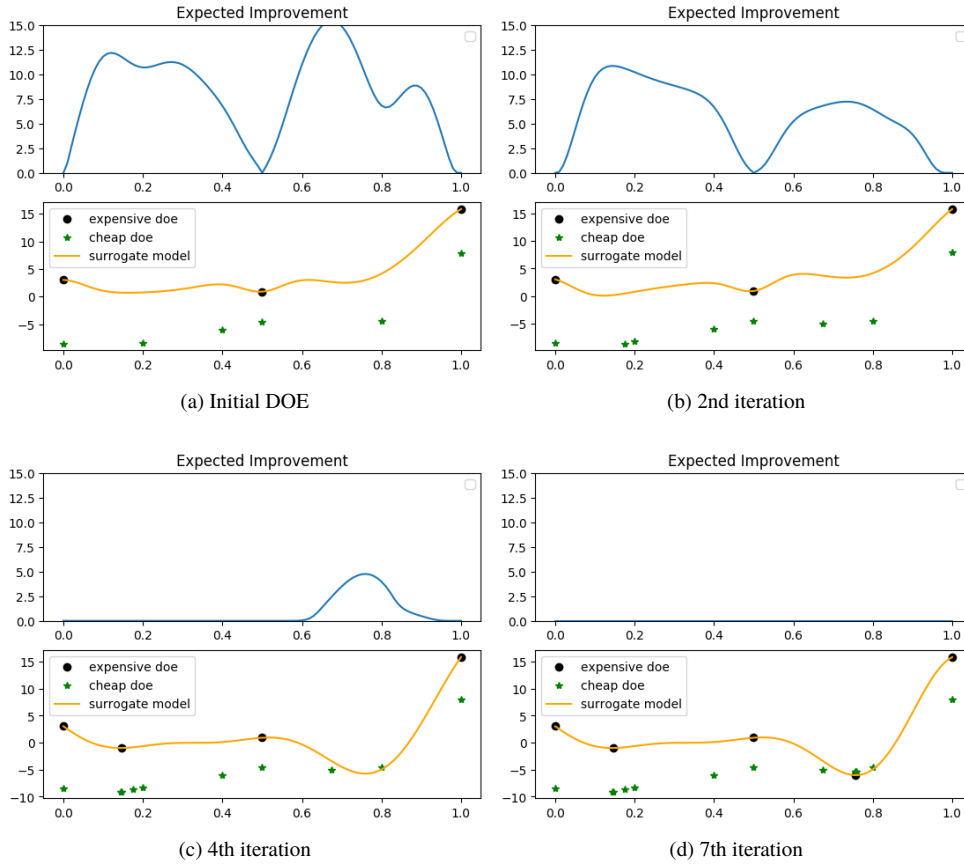 Expected Improvement
15.0
12.5
10.0
7.5
5.0
2.5
0.0
0.0 0.2 0.4 0.6 0.8 1.0
15
10
5
0
−5
expensive doe
cheap doe
surrogate model
0.0 0.2 0.4 0.6 0.8 1.0
(a) Initial DOE
Expected Improvement
15.0
12.5
10.0
7.5
5.0
2.5
0.0
0.0 0.2 0.4 0.6 0.8 1.0
15
10
5
0
−5
expensive doe
cheap doe
surrogate model
0.0 0.2 0.4 0.6 0.8 1.0
(b) 2nd iteration
Expected Improvement
15.0
12.5
10.0
7.5
5.0
2.5
0.0
0.0 0.2 0.4 0.6 0.8 1.0
15
10
5
0
−5
−10
expensive doe
cheap doe
surrogate model
0.0 0.2 0.4 0.6 0.8 1.0
(c) 4th iteration
Expected Improvement
15.0
12.5
10.0
7.5
5.0
2.5
0.0
0.0 0.2 0.4 0.6 0.8 1.0
15
10
5
0
−5
−10
expensive doe
cheap doe
surrogate model
0.0 0.2 0.4 0.6 0.8 1.0
(d) 7th iteration